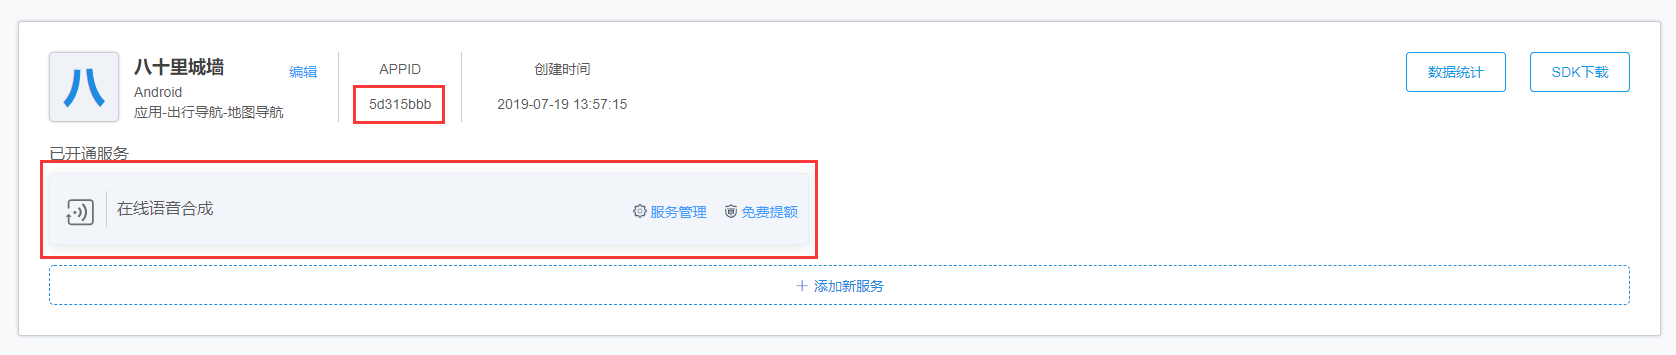 八
八十里城墙
编辑
Android
应用-出行导航-地图导航
APPID
5d315bbb
创建时间
2019-07-19 13:57:15
数据统计
SDK下载
已开通服务
在线语音合成
服务管理
免费提额
+ 添加新服务